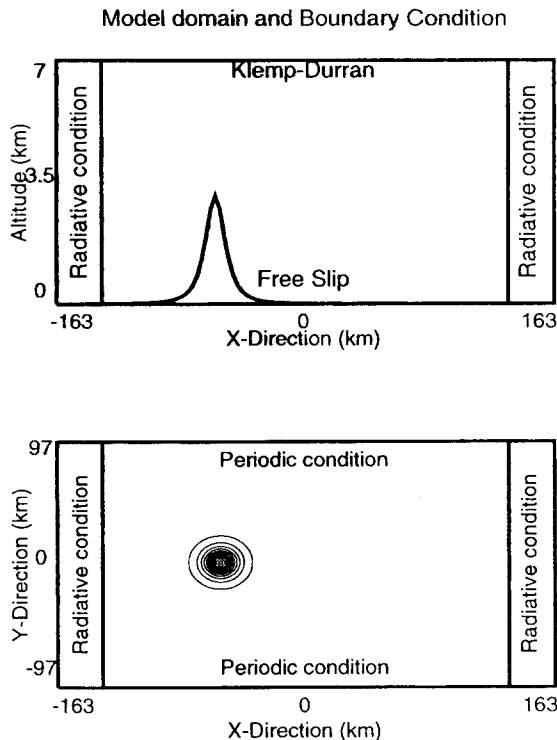 Model domain and Boundary Condition
7
Klemp-Durran
Altitude (km)
3.5
0
Radiative condition
Radiative condition
Free Slip
-163
0
163
X-Direction (km)
97
Periodic condition
Y-Direction (km)
0
-97
Radiative condition
Radiative condition
Periodic condition
-163
0
163
X-Direction (km)